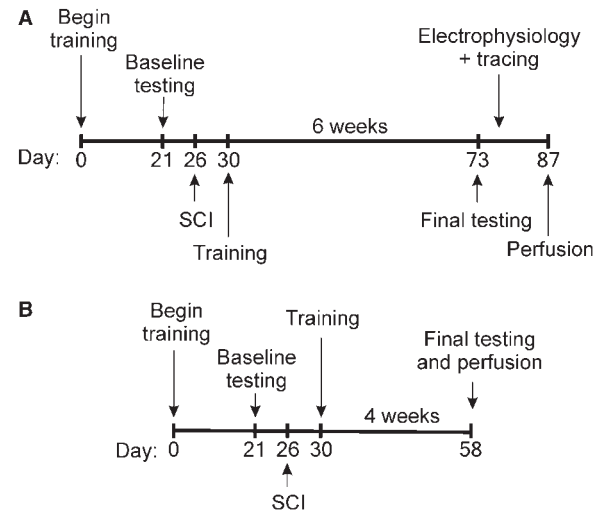 A
Begin
training
Baseline
testing
Electrophysiology
+ tracing
6 weeks
Day: 0 21 26 30 73 87
SCI
Training
Final testing
Perfusion
B
Begin
training
Baseline
testing
Training
Final testing
and perfusion
4 weeks
Day: 0 21 26 30 58
SCI